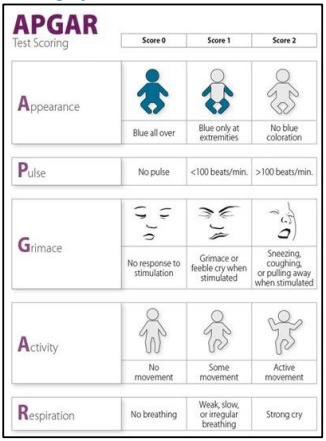 APGAR
Test Scoring
Score 0 Score 1 Score 2
Appearance
Blue all over
Blue only at
extremities
No blue
coloration
Pulse
No pulse
<100 beats/min.
>100 beats/min.
Grimace
No response to
stimulation
Grimace or
feeble cry when
stimulated
Sneezing,
coughing,
or pulling away
when stimulated
Activity
No
movement
Some
movement
Active
movement
Respiration
No breathing
Weak, slow,
or irregular
breathing
Strong cry